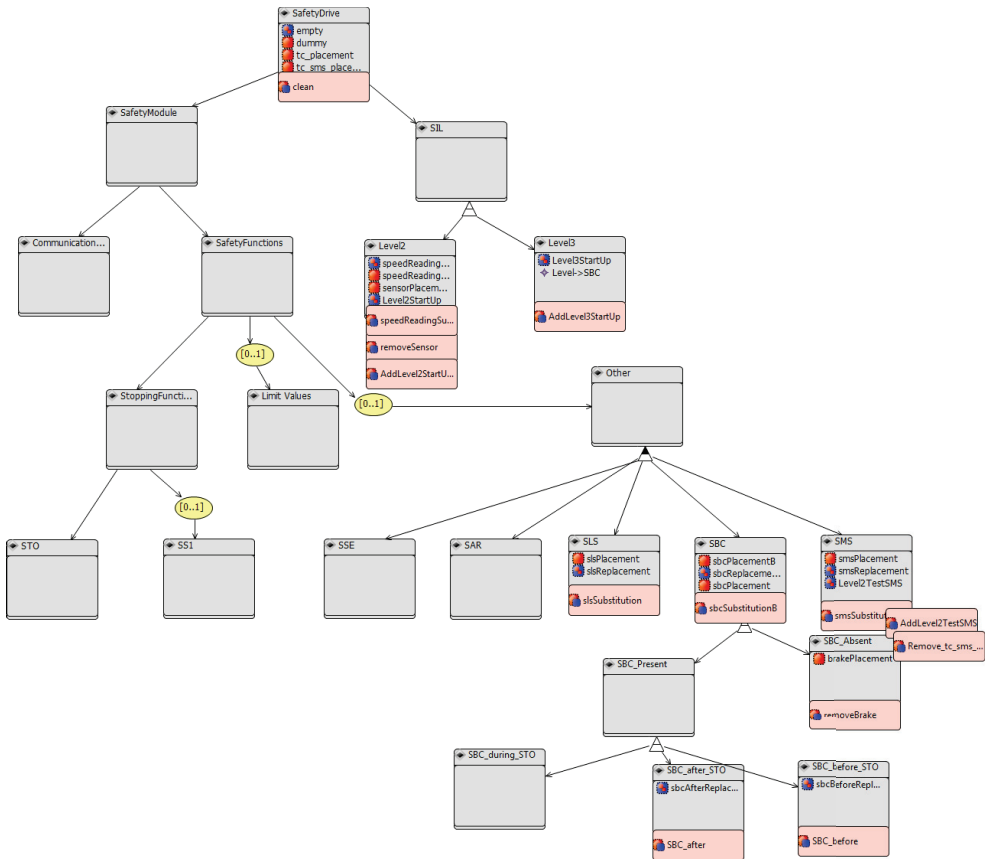 SafetyDrive
empty
dummy
tc_placement
tc_sms_place...
clean
SafetyModule
SIL
Communication...
SafetyFunctions
Level2
speedReading...
speedReading...
sensorPlacem...
Level2StartUp
speedReadingSu...
removeSensor
AddLevel2StartU...
Level3
Level3StartUp
Level->SBC
AddLevel3StartUp
[0..1]
[0..1]
StoppingFuncti...
Limit Values
Other
[0..1]
STO
SS1
SSE
SAR
SLS
slsPlacement
slsReplacement
slsSubstitution
SBC
sbcPlacementB
sbcReplaceme...
sbcPlacement
sbcSubstitutionB
SMS
smsPlacement
smsReplacement
Level2TestSMS
smsSubstitut
AddLevel2TestSMS
Remove_tc_sms_...
SBC_Present
SBC_Absent
brakePlacement
removeBrake
SBC_during_STO
SBC_after_STO
sbcAfterReplac...
SBC_after
SBC_before_STO
sbcBeforeRepl...
SBC_before